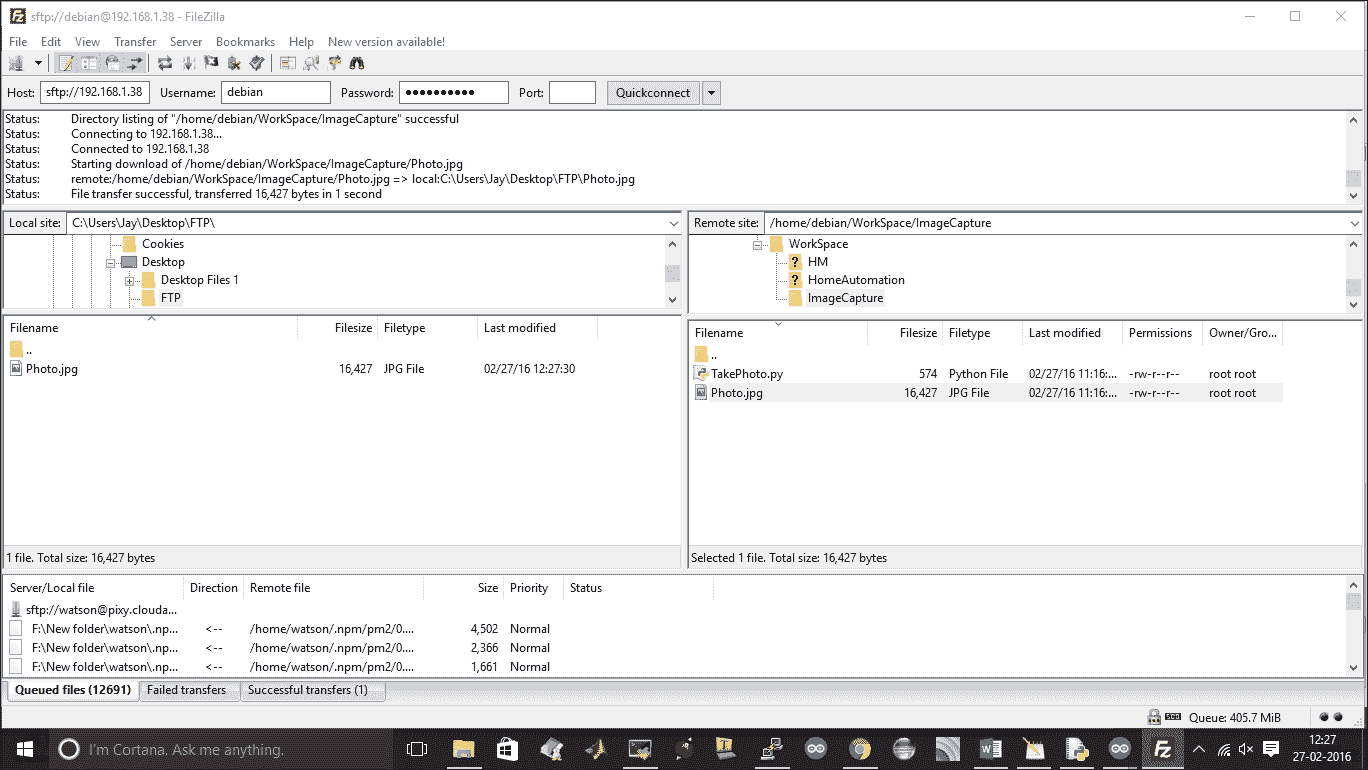 sftp://debian@192.168.1.38 - FileZilla
File Edit View Transfer Server Bookmarks Help New version available!
Host: sftp://192.168.1.38 Username: debian Password: ●●●●●●●●●● Port: Quickconnect
Status: Directory listing of "/home/debian/WorkSpace/ImageCapture" successful
Status: Connecting to 192.168.1.38...
Status: Connected to 192.168.1.38
Status: Starting download of /home/debian/WorkSpace/ImageCapture/Photo.jpg
Status: remote:/home/debian/WorkSpace/ImageCapture/Photo.jpg => local:C:\Users\Jay\Desktop\FTP\Photo.jpg
Status: File transfer successful, transferred 16,427 bytes in 1 second
Local site: C:\Users\Jay\Desktop\FTP\
Cookies
Desktop
Desktop Files 1
FTP
Filename Filesize Filetype Last modified
..
Photo.jpg 16,427 JPG File 02/27/16 12:27:30
1 file. Total size: 16,427 bytes
Remote site: /home/debian/WorkSpace/ImageCapture
WorkSpace
? HM
? HomeAutomation
ImageCapture
Filename Filesize Filetype Last modified Permissions Owner/Gro...
..
TakePhoto.py 574 Python File 02/27/16 11:16:... -rw-r--r-- root root
Photo.jpg 16,427 JPG File 02/27/16 11:16:... -rw-r--r-- root root
Selected 1 file. Total size: 16,427 bytes
Server/Local file Direction Remote file Size Priority Status
sftp://watson@pixy.clouda...
F:\New folder\watson\.np... <-- /home/watson/.npm/pm2/0.... 4,502 Normal
F:\New folder\watson\.np... <-- /home/watson/.npm/pm2/0.... 2,366 Normal
F:\New folder\watson\.np... <-- /home/watson/.npm/pm2/0.... 1,661 Normal
Queued files (12691) Failed transfers Successful transfers (1)
Queue: 405.7 MiB
I'm Cortana. Ask me anything.
12:27
27-02-2016